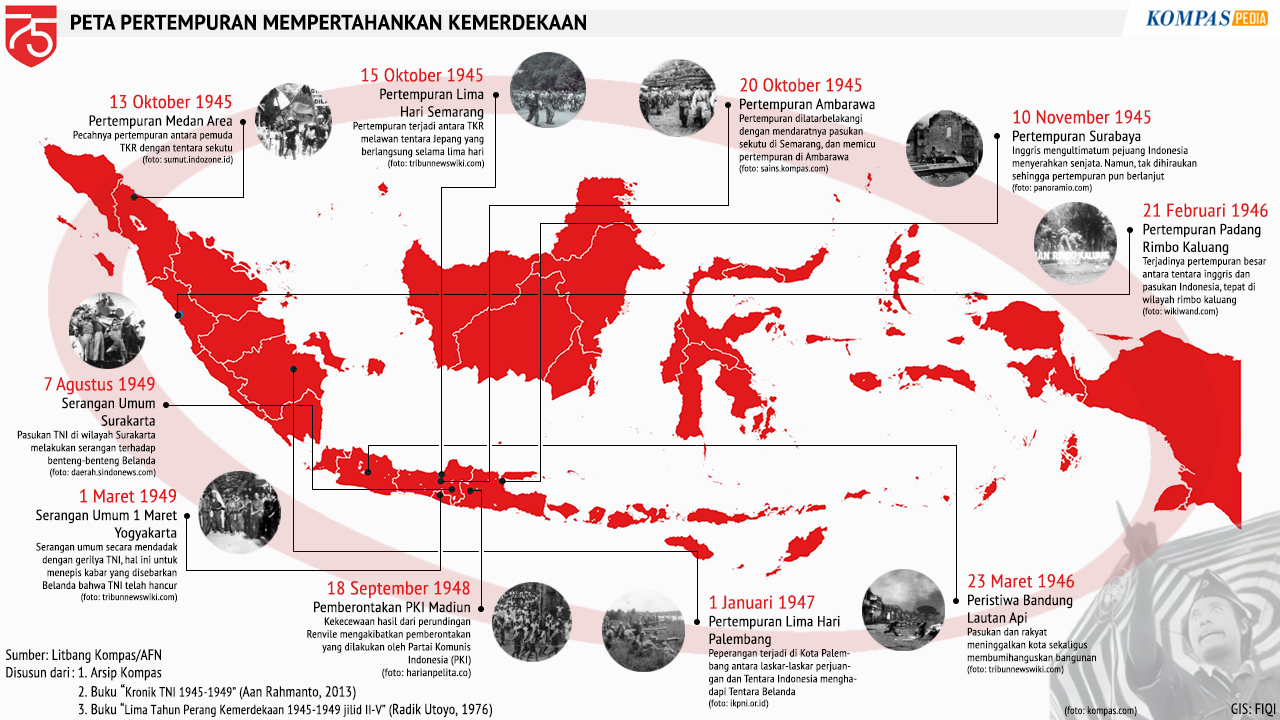 75
PETA PERTEMPURAN MEMPERTAHANKAN KEMERDEKAAN
KOMPAS PEDIA
13 Oktober 1945
Pertempuran Medan Area
Pecahnya pertempuran antara pemuda
TKR dengan tentara sekutu
(foto: sumut.indozone.id)
15 Oktober 1945
Pertempuran Lima
Hari Semarang
Pertempuran terjadi antara TKR
melawan tentara Jepang yang
berlangsung selama lima hari
(foto: tribunnewswiki.com)
20 Oktober 1945
Pertempuran Ambarawa
Pertempuran dilatarbelakangi
dengan mendaratnya pasukan
sekutu di Semarang, dan memicu
pertempuran di Ambarawa
(foto: sains.kompas.com)
10 November 1945
Pertempuran Surabaya
Inggris mengultimatum pejuang Indonesia
menyerahkan senjata. Namun, tak dihiraukan
sehingga pertempuran pun berlanjut
(foto: panoramio.com)
21 Februari 1946
Pertempuran Padang
Rimbo Kaluang
Terjadinya pertempuran besar
antara tentara inggris dan
pasukan Indonesia, tepat di
wilayah rimbo kaluang
(foto: wikiwand.com)
AN RIMBO KALUANG
7 Agustus 1949
Serangan Umum
Surakarta
Pasukan TNI di wilayah Surakarta
melakukan serangan terhadap
benteng-benteng Belanda
(foto: daerah.sindonews.com)
1 Maret 1949
Serangan Umum 1 Maret
Yogyakarta
Serangan umum secara mendadak
dengan gerilya TNI, hal ini untuk
menepis kabar yang disebarkan
Belanda bahwa TNI telah hancur
(foto: tribunnewswiki.com)
18 September 1948
Pemberontakan PKI Madiun
Kekecewaan hasil dari perundingan
Renvile mengakibatkan pemberontakan
yang dilakukan oleh Partai Komunis
Indonesia (PKI)
(foto: harianpelita.co)
1 Januari 1947
Pertempuran Lima Hari
Palembang
Peperangan terjadi di Kota Palem-
bang antara laskar-laskar perjuan-
gan dan Tentara Indonesia mengha-
dapi Tentara Belanda
(foto: ikpni.or.id)
23 Maret 1946
Peristiwa Bandung
Lautan Api
Pasukan dan rakyat
meninggalkan kota sekaligus
membumihanguskan bangunan
(foto: tribunnewswiki.com)
Sumber: Litbang Kompas/AFN
Disusun dari: 1. Arsip Kompas
2. Buku “Kronik TNI 1945-1949” (Aan Rahmanto, 2013)
3. Buku “Lima Tahun Perang Kemerdekaan 1945-1949 jilid II-V” (Radik Utoyo, 1976)
(foto: kompas.com)
GIS: FIQI